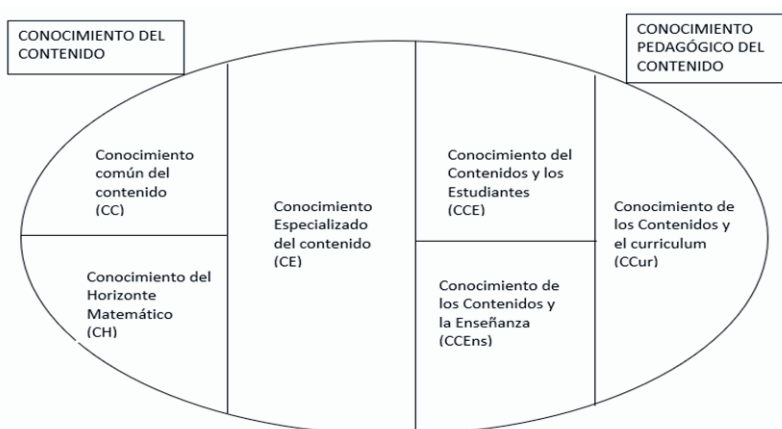 CONOCIMIENTO DEL
CONTENIDO
CONOCIMIENTO
PEDAGÓGICO DEL
CONTENIDO
Conocimiento
común del
contenido
(CC)
Conocimiento del
Horizonte
Matemático
(CH)
Conocimiento
Especializado
del contenido
(CE)
Conocimiento del
Contenidos y los
Estudiantes
(CCE)
Conocimiento de
los Contenidos y
la Enseñanza
(CCEns)
Conocimiento de
los Contenidos y
el curriculum
(CCur)